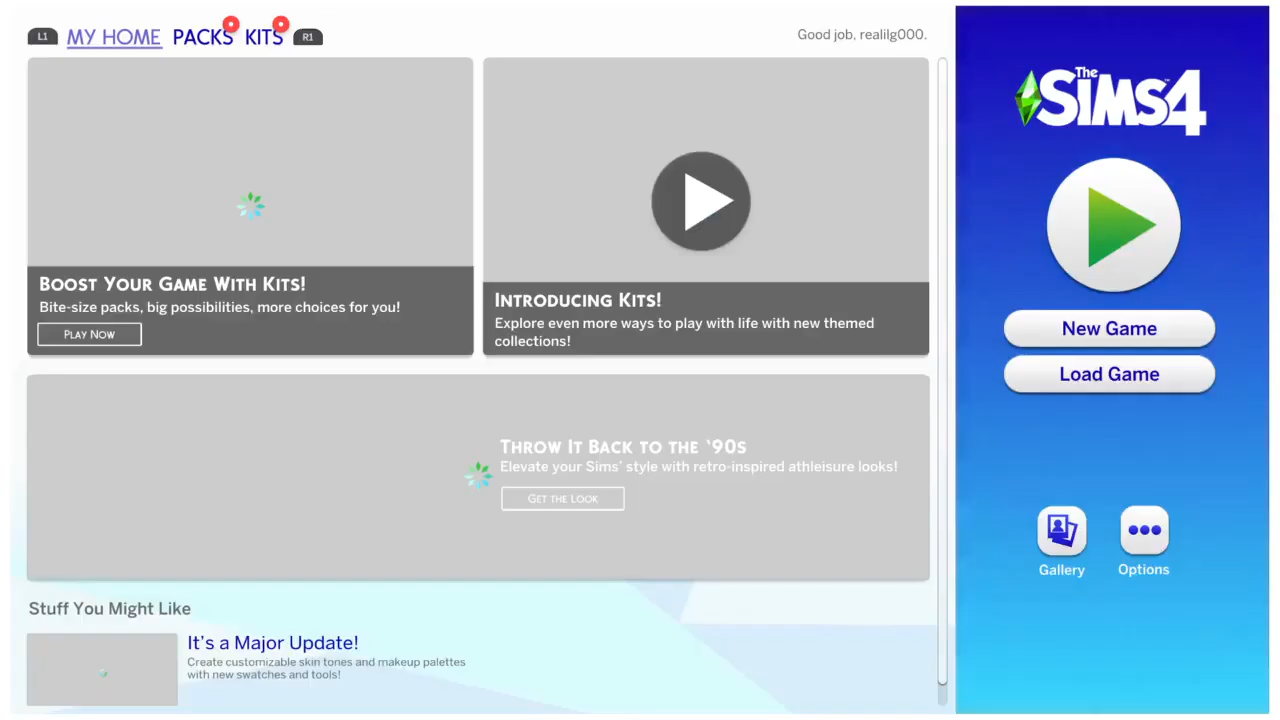 L1 MY HOME PACKS KITS R1
Good job, realilg000.
BOOST YOUR GAME WITH KITS!
Bite-size packs, big possibilities, more choices for you!
PLAY NOW
INTRODUCING KITS!
Explore even more ways to play with life with new themed
collections!
THROW IT BACK TO THE '90S
Elevate your Sims' style with retro-inspired athleisure looks!
GET THE LOOK
Stuff You Might Like
It's a Major Update!
Create customizable skin tones and makeup palettes
with new swatches and tools!
The SIMS 4
New Game
Load Game
Gallery
Options